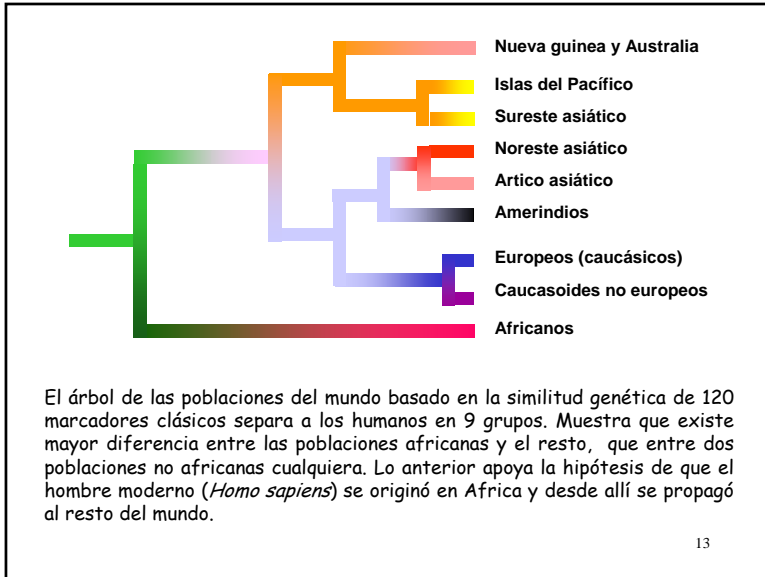 Nueva guinea y Australia
Islas del Pacífico
Sureste asiático
Noreste asiático
Artico asiático
Amerindios
Europeos (caucásicos)
Caucasoides no europeos
Africanos
El árbol de las poblaciones del mundo basado en la similitud genética de 120
marcadores clásicos separa a los humanos en 9 grupos. Muestra que existe
mayor diferencia entre las poblaciones africanas y el resto, que entre dos
poblaciones no africanas cualquiera. Lo anterior apoya la hipótesis de que el
hombre moderno (Homo sapiens) se originó en Africa y desde allí se propagó
al resto del mundo.
13